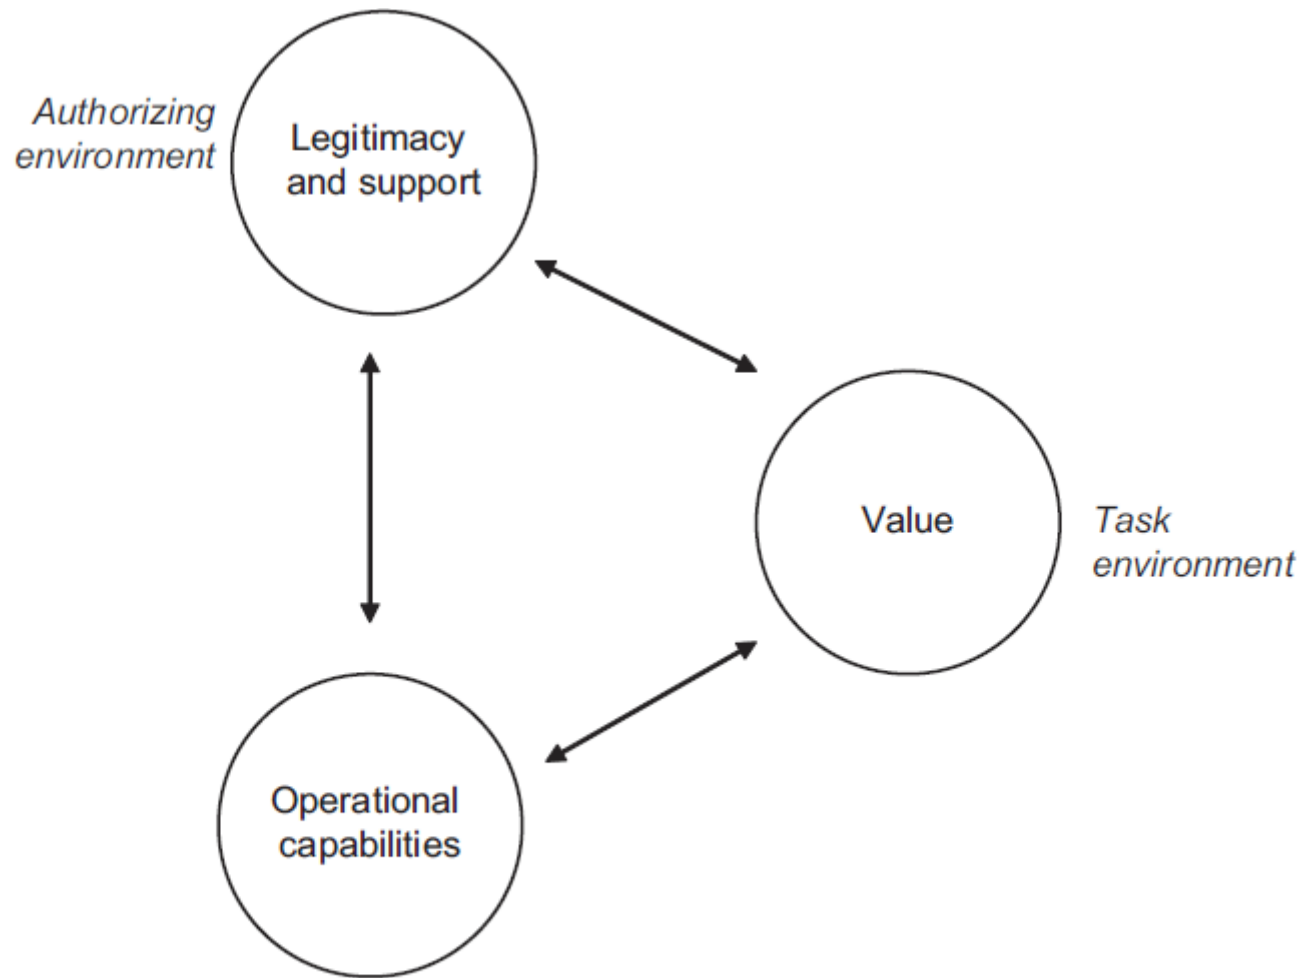 Authorizing
environment
Legitimacy
and support
Value
Task
environment
Operational
capabilities